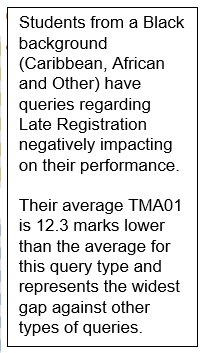 Students from a Black
background
(Caribbean, African
and Other) have
queries regarding
Late Registration
negatively impacting
on their performance.

Their average TMA01
is 12.3 marks lower
than the average for
this query type and
represents the widest
gap against other
types of queries.